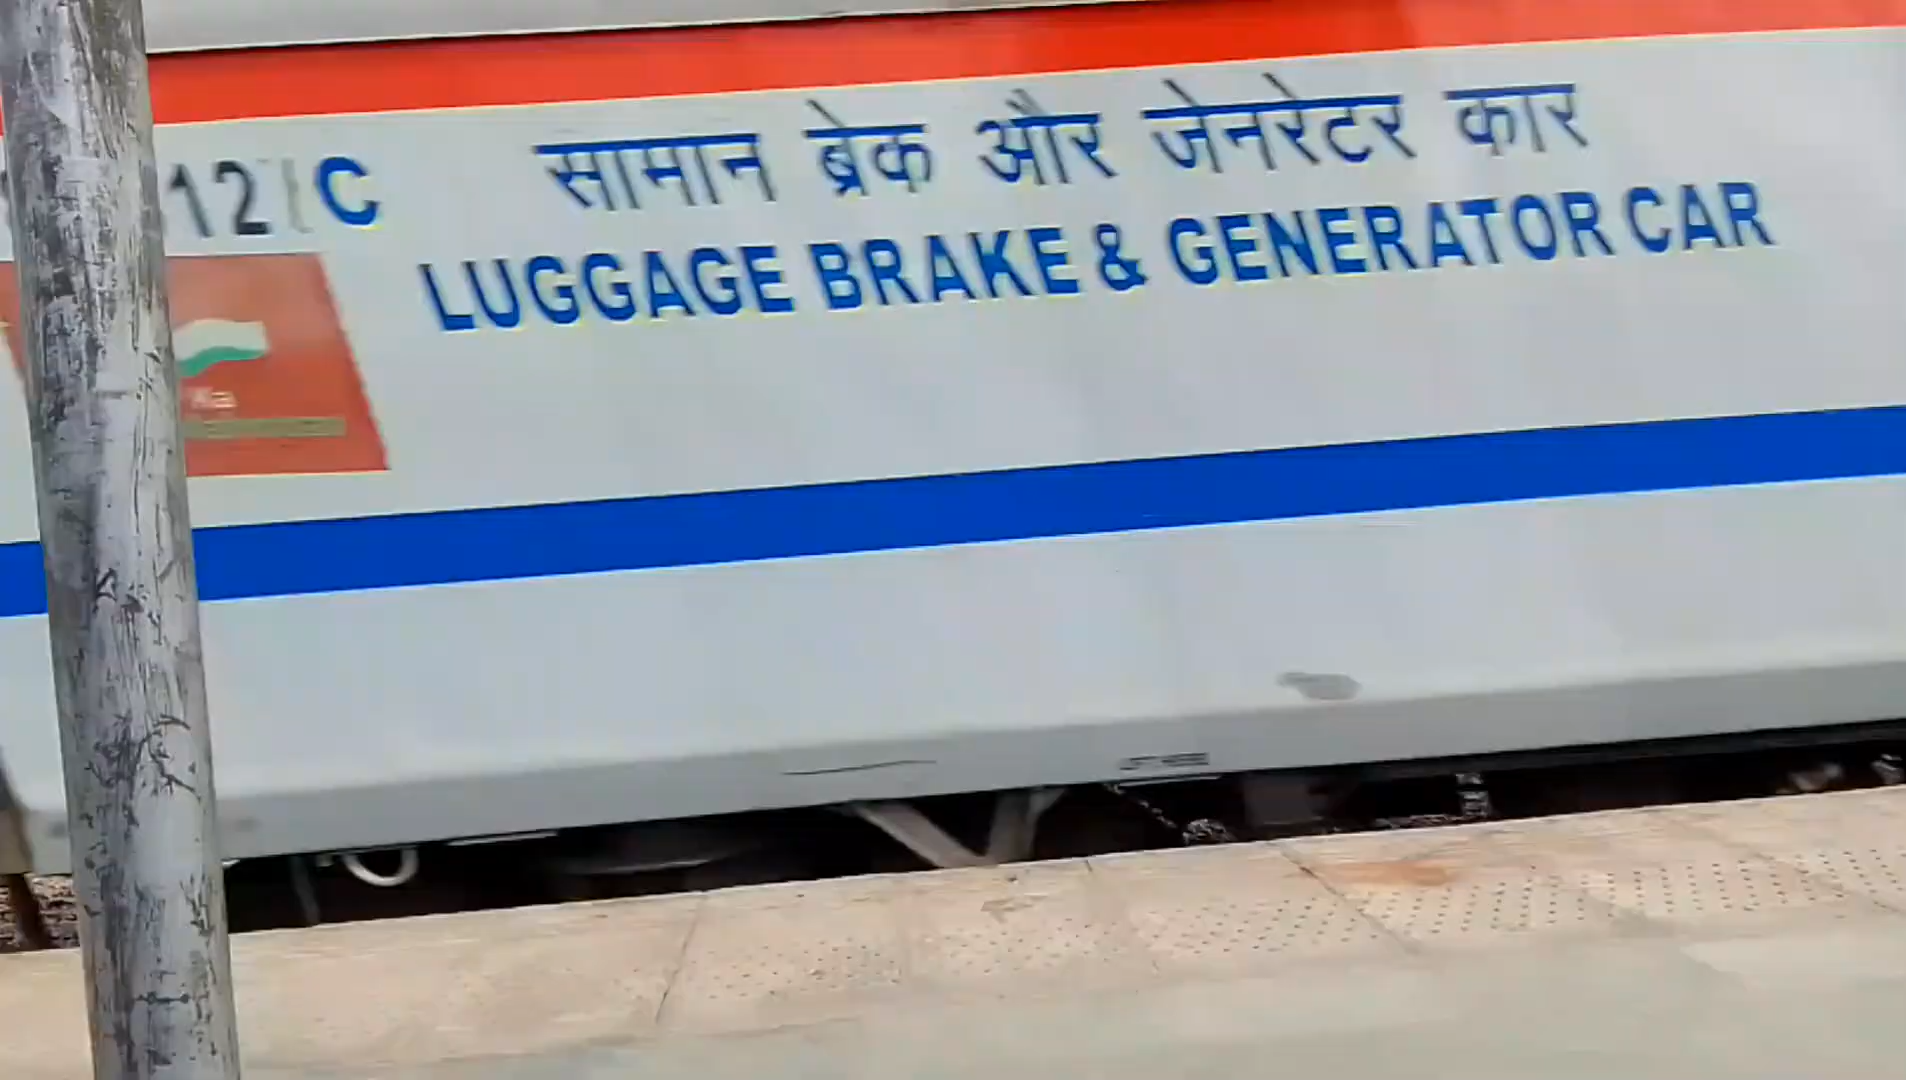 सामान ब्रेक और जेनरेटर कार
C
LUGGAGE BRAKE & GENERATOR CAR